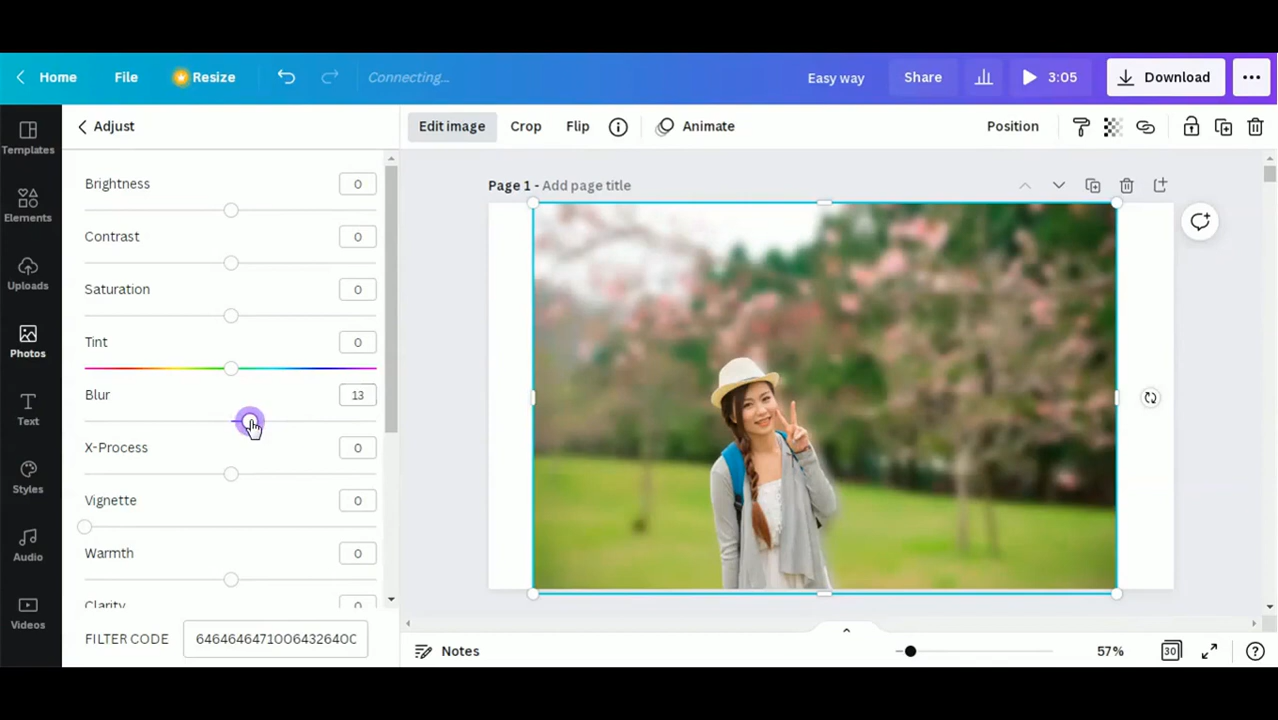 Home File Resize Connecting... Easy way Share 3:05 Download
Adjust Edit image Crop Flip Animate Position
Templates
Elements
Uploads
Photos
Text
Styles
Audio
Videos
Brightness 0
Contrast 0
Saturation 0
Tint 0
Blur 13
X-Process 0
Vignette 0
Warmth 0
Clarity 0
FILTER CODE 6464646471006432640C
Page 1 - Add page title
Notes 57% 30 ?